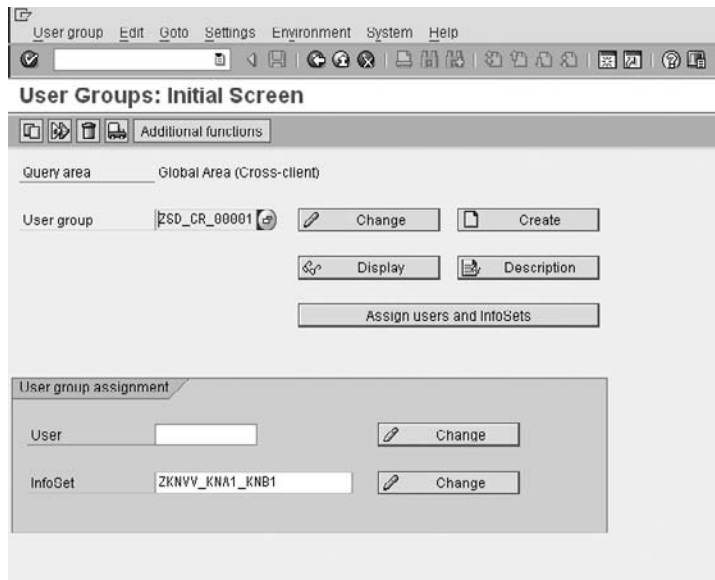 User group Edit Goto Settings Environment System Help
User Groups: Initial Screen
Additional functions
Query area Global Area (Cross-client)
User group ZSD_CR_00001 Change Create
Display Description
Assign users and InfoSets
User group assignment
User Change
InfoSet ZKNVV_KNA1_KNB1 Change